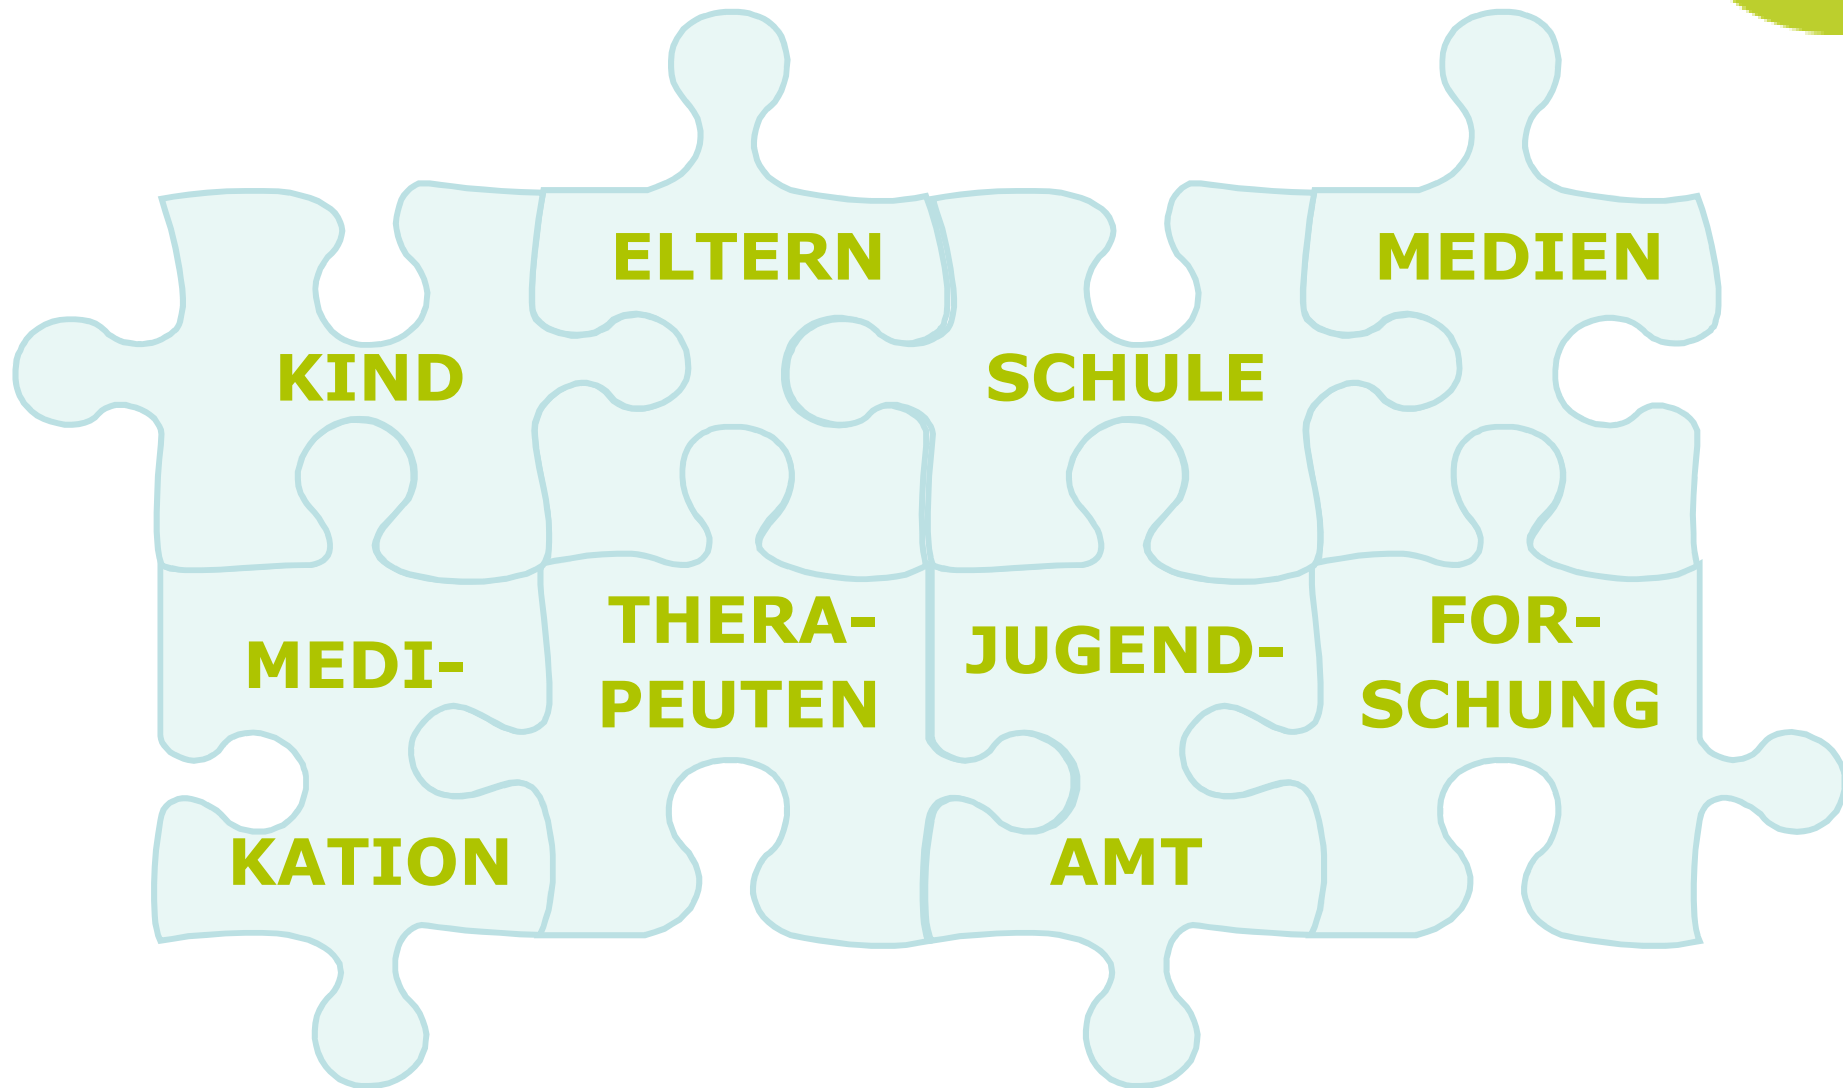 KIND
ELTERN
SCHULE
MEDIEN
MEDI-
KATION
THERA-
PEUTEN
JUGEND-
AMT
FOR-
SCHUNG